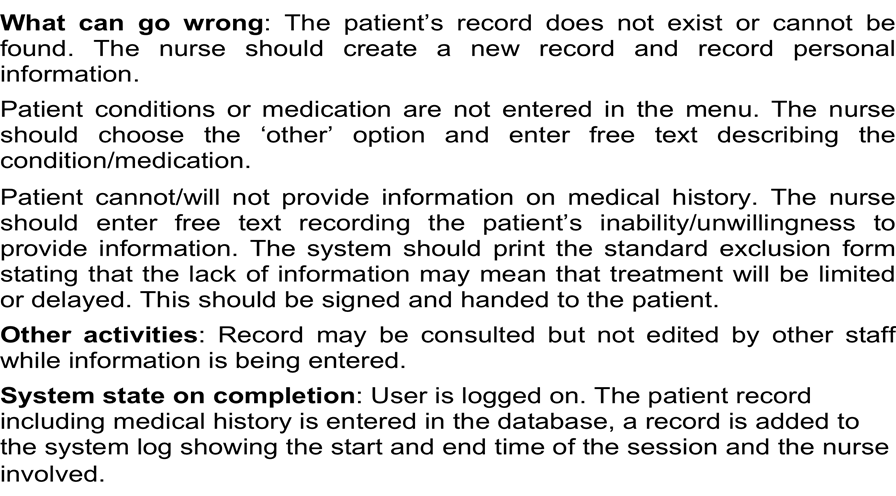 What can go wrong: The patient’s record does not exist or cannot be
found. The nurse should create a new record and record personal
information.
Patient conditions or medication are not entered in the menu. The nurse
should choose the ‘other’ option and enter free text describing the
condition/medication.
Patient cannot/will not provide information on medical history. The nurse
should enter free text recording the patient’s inability/unwillingness to
provide information. The system should print the standard exclusion form
stating that the lack of information may mean that treatment will be limited
or delayed. This should be signed and handed to the patient.
Other activities: Record may be consulted but not edited by other staff
while information is being entered.
System state on completion: User is logged on. The patient record
including medical history is entered in the database, a record is added to
the system log showing the start and end time of the session and the nurse
involved.